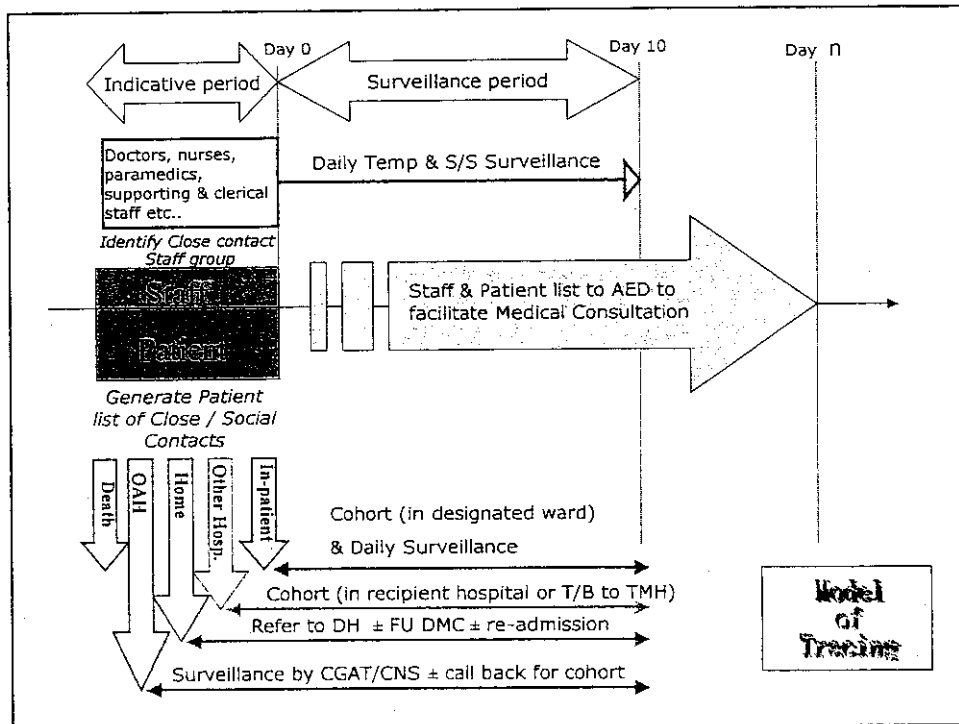 Day 0
Day 10
Day n
Indicative period
Surveillance period
Doctors, nurses,
paramedics,
supporting & clerical
staff etc..
Daily Temp & S/S Surveillance
Identify Close contact
Staff group
Staff
Patient
Staff & Patient list to AED to
facilitate Medical Consultation
Generate Patient
list of Close / Social
Contacts
Death
OAH
Home
Other Hosp.
In-patient
Cohort (in designated ward)
& Daily Surveillance
Cohort (in recipient hospital or T/B to TMH)
Refer to DH ± FU DMC ± re-admission
Surveillance by CGAT/CNS ± call back for cohort
Model
of
Tracing